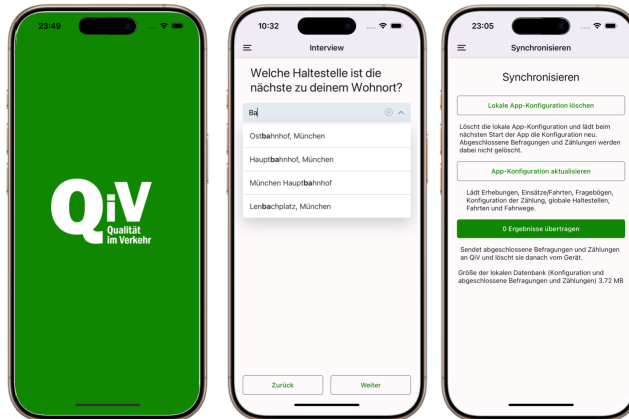 23:49
QiV
Qualität
im Verkehr
10:32
Interview
Welche Haltestelle ist die
nächste zu deinem Wohnort?
Ba
Ostbahnhof, München
Hauptbahnhof, München
München Hauptbahnhof
Lenbachplatz, München
Zurück
Weiter
23:05
Synchronisieren
Synchronisieren
Lokale App-Konfiguration löschen
Löscht die lokale App-Konfiguration und lädt beim
nächsten Start der App die Konfiguration neu.
Abgeschlossene Befragungen und Zählungen werden
dabei nicht gelöscht.
App-Konfiguration aktualisieren
Lädt Erhebungen, Einsätze/Fahrten, Fragebögen,
Konfiguration der Zählung, globale Haltestellen,
Fahrten und Fahrwege.
0 Ergebnisse übertragen
Sendet abgeschlossene Befragungen und Zählungen
an QiV und löscht sie danach vom Gerät.
Größe der lokalen Datenbank (Konfiguration und
abgeschlossene Befragungen und Zählungen) 3.72 MB